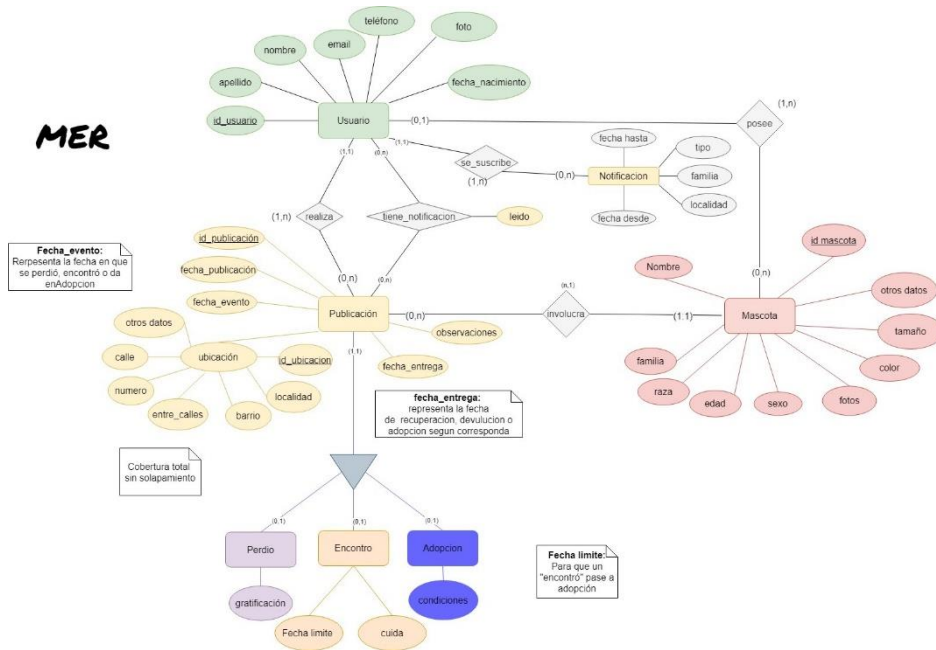 MER
teléfono
email
foto
nombre
apellido
fecha_nacimiento
id_usuario
Usuario
(0,1)
posee
(1,n)
(1,1)
(0,n)
(1,1)
se_suscribe
(1,n)
(0,n)
fecha hasta
tipo
Notificacion
familia
localidad
fecha desde
(1,n)
realiza
tiene_notificacion
leido
Fecha_evento:
Rerpesenta la fecha en que
se perdió, encontró o da
enAdopcion
id_publicación
fecha_publicación
fecha_evento
(0,n)
(0,n)
Publicación
(0,n)
(n,1)
involucra
(1.1)
(0,n)
Nombre
id mascota
otros datos
Mascota
tamaño
color
fotos
sexo
edad
raza
familia
observaciones
fecha_entrega
(1,1)
otros datos
calle
ubicación
id_ubicacion
numero
localidad
entre_calles
barrio
fecha_entrega:
representa la fecha
de recuperacion, devulucion o
adopcion segun corresponda
Cobertura total
sin solapamiento
(0,1)
(0,1)
(0,1)
Perdio
Encontro
Adopcion
gratificación
Fecha limite
cuida
condiciones
Fecha limite:
Para que un
"encontró" pase a
adopción